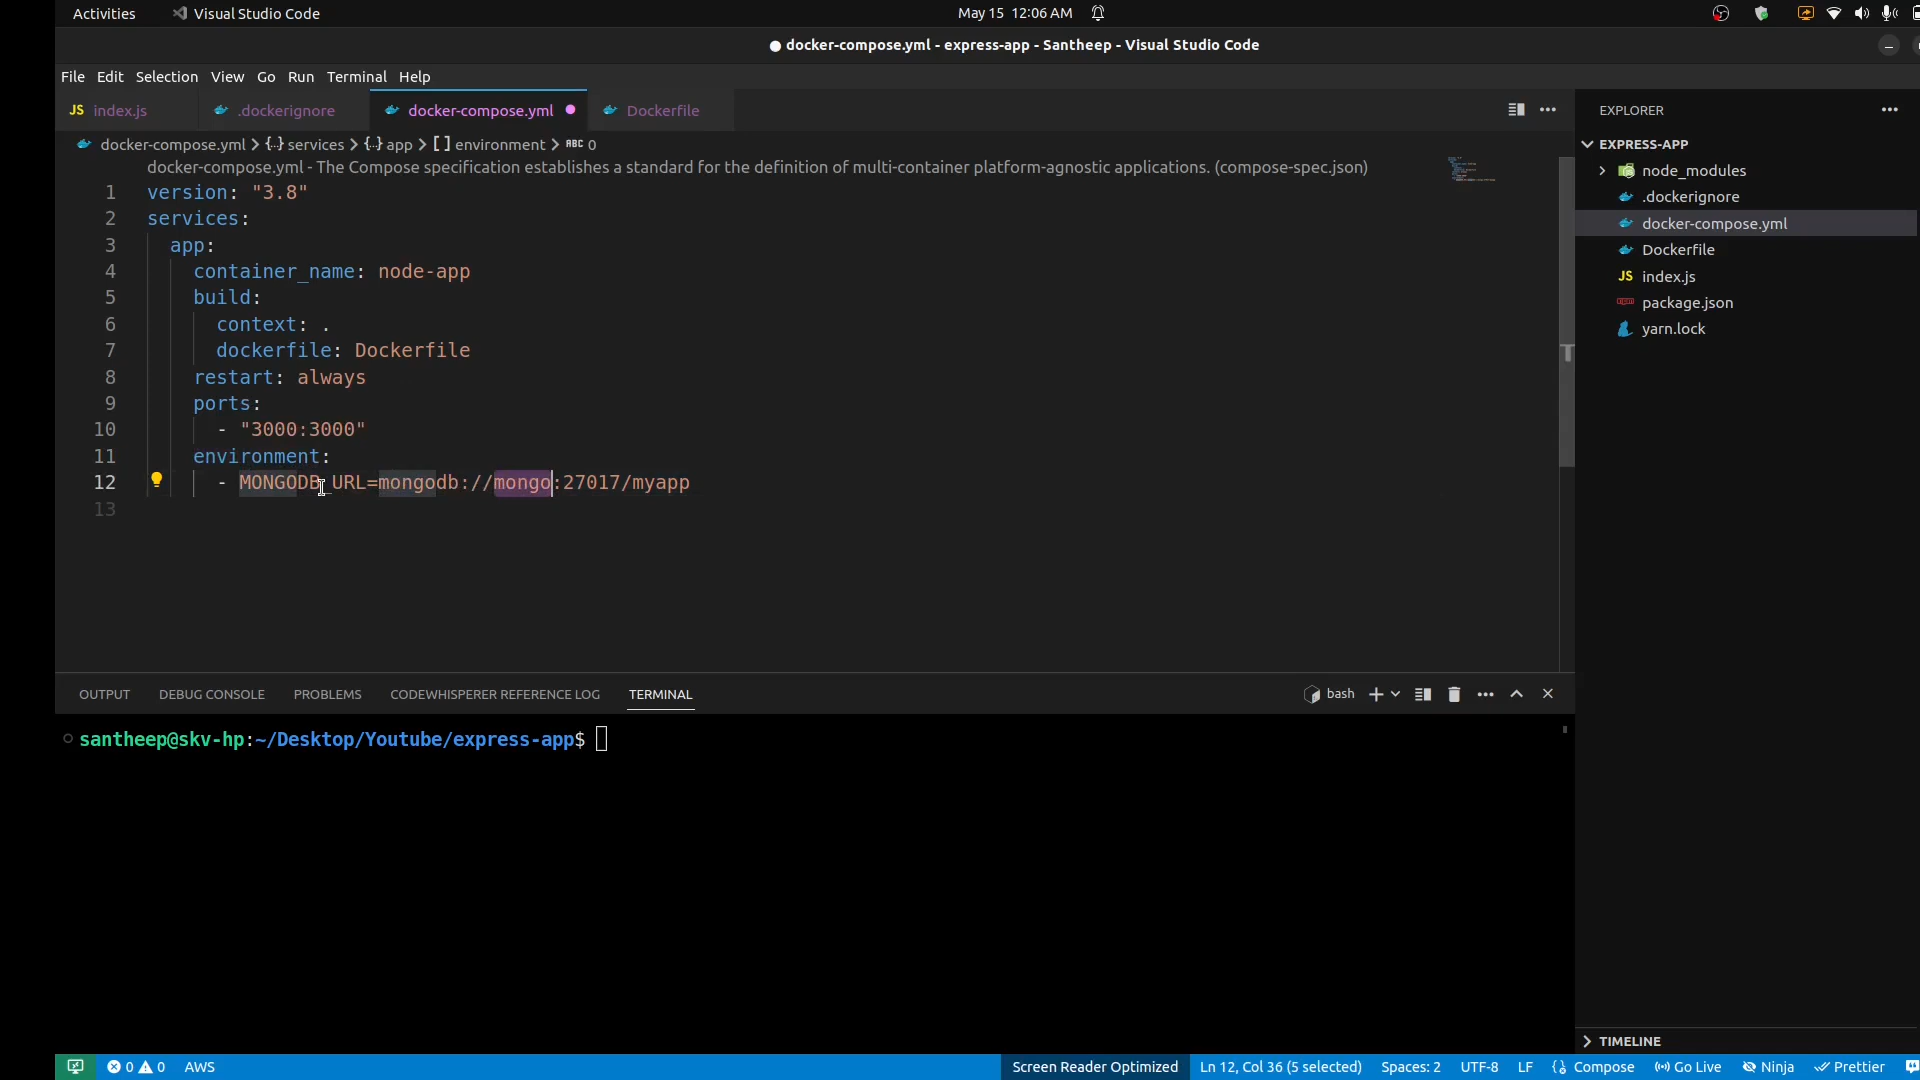 Activities Visual Studio Code May 15 12:06 AM
● docker-compose.yml - express-app - Santheep - Visual Studio Code
File Edit Selection View Go Run Terminal Help
JS index.js .dockerignore docker-compose.yml Dockerfile
docker-compose.yml > {..} services > {..} app > [ ] environment > ABC 0
docker-compose.yml - The Compose specification establishes a standard for the definition of multi-container platform-agnostic applications. (compose-spec.json)
1 version: "3.8"
2 services:
3 app:
4 container_name: node-app
5 build:
6 context: .
7 dockerfile: Dockerfile
8 restart: always
9 ports:
10 - "3000:3000"
11 environment:
12 - MONGODB_URL=mongodb://mongo:27017/myapp
13
EXPLORER
EXPRESS-APP
node_modules
.dockerignore
docker-compose.yml
Dockerfile
JS index.js
package.json
yarn.lock
TIMELINE
OUTPUT DEBUG CONSOLE PROBLEMS CODEWHISPERER REFERENCE LOG TERMINAL bash
santheep@skv-hp:~/Desktop/Youtube/express-app$
0 0 AWS Screen Reader Optimized Ln 12, Col 36 (5 selected) Spaces: 2 UTF-8 LF {} Compose Go Live Ninja Prettier